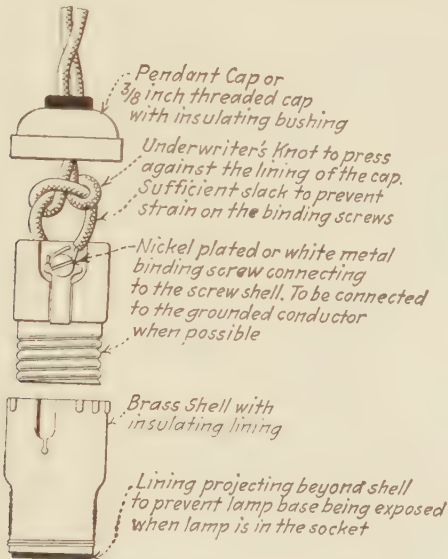 Pendant Cap or
3/8 inch threaded cap
with insulating bushing
Underwriter's Knot to press
against the lining of the cap.
Sufficient slack to prevent
strain on the binding screws
Nickel plated or white metal
binding screw connecting
to the screw shell. To be connected
to the grounded conductor
when possible
Brass Shell with
insulating lining
Lining projecting beyond shell
to prevent lamp base being exposed
when lamp is in the socket